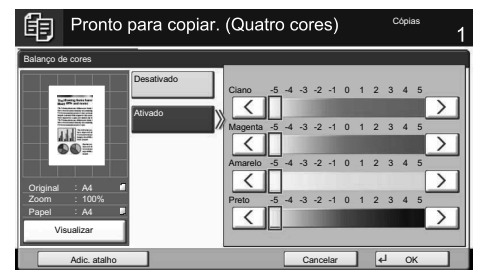 Pronto para copiar. (Quatro cores)
Cópias
1
Balanço de cores
Desativado
Ativado
Ciano -5 -4 -3 -2 -1 0 1 2 3 4 5
Magenta -5 -4 -3 -2 -1 0 1 2 3 4 5
Amarelo -5 -4 -3 -2 -1 0 1 2 3 4 5
Preto -5 -4 -3 -2 -1 0 1 2 3 4 5
Original : A4
Zoom : 100%
Papel : A4
Visualizar
Adic. atalho
Cancelar
OK